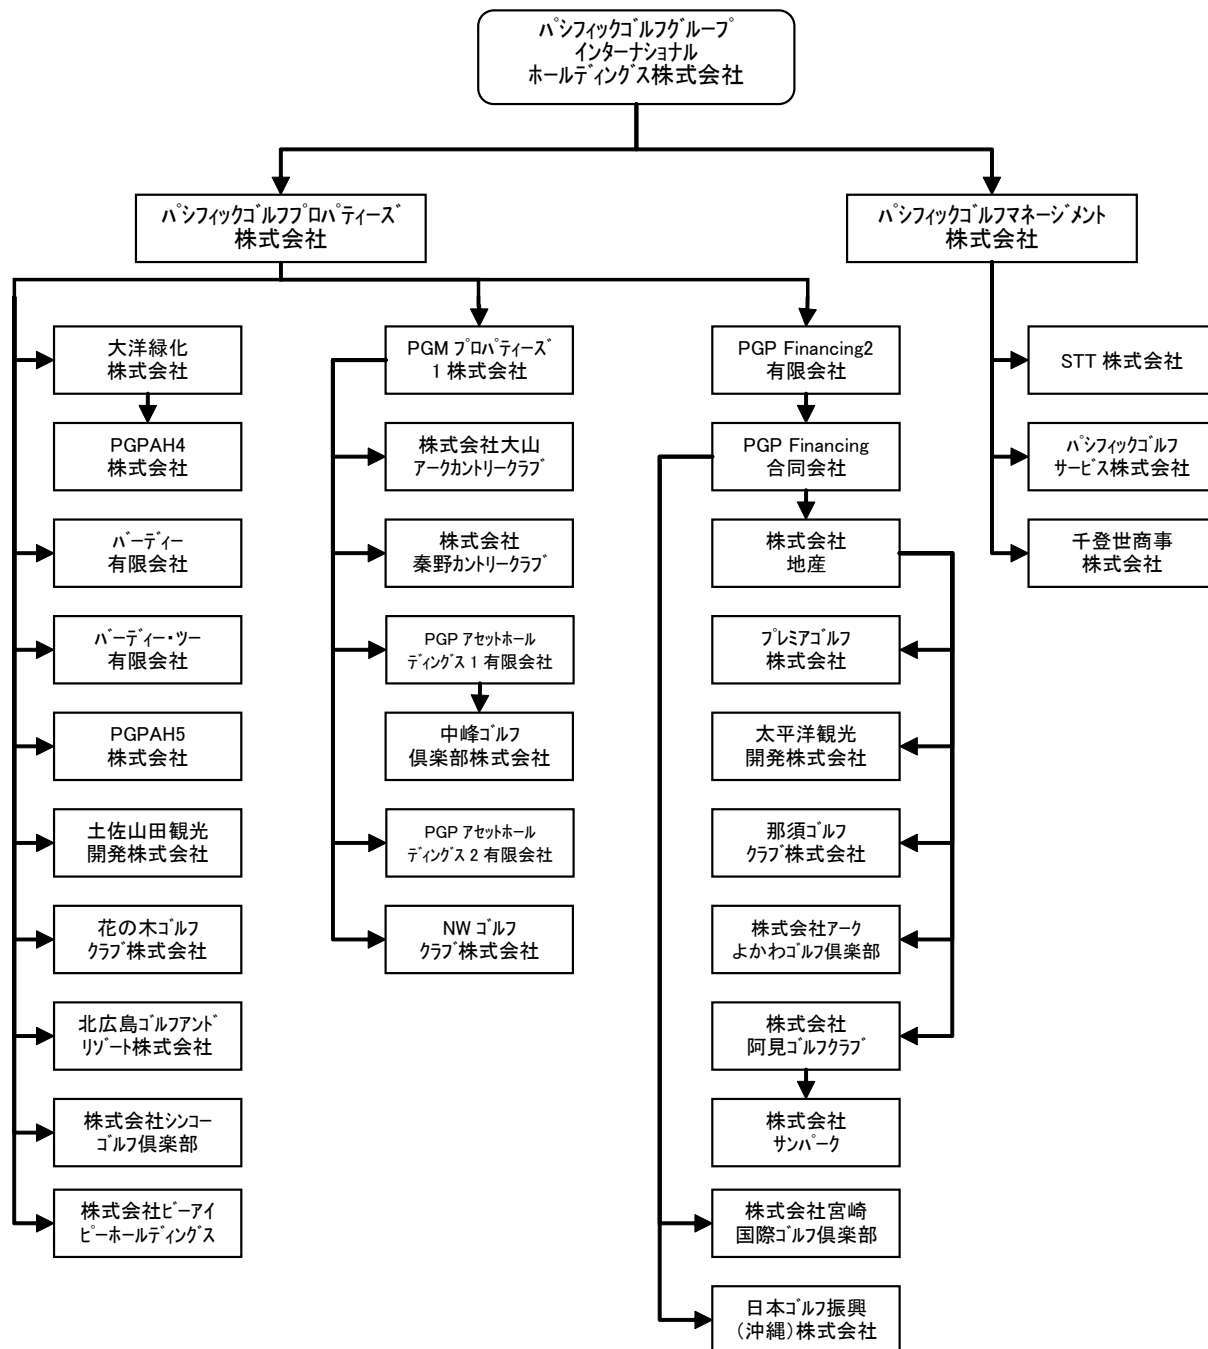 パシフィックゴルフグループ
インターナショナル
ホールディングス株式会社
パシフィックゴルフプロパティーズ
株式会社
パシフィックゴルフマネージメント
株式会社
大洋緑化
株式会社
PGPAH4
株式会社
バーディー
有限会社
バーディー・ツー
有限会社
PGPAH5
株式会社
土佐山田観光
開発株式会社
花の木ゴルフ
クラブ株式会社
北広島ゴルフアンド
リゾート株式会社
株式会社シンコー
ゴルフ倶楽部
株式会社ビーアイ
ピーホールディングス
PGM プロパティーズ
1 株式会社
株式会社大山
アークカントリークラブ
株式会社
秦野カントリークラブ
PGP アセットホール
ディングス 1 有限会社
中峰ゴルフ
倶楽部株式会社
PGP アセットホール
ディングス 2 有限会社
NW ゴルフ
クラブ株式会社
PGP Financing2
有限会社
PGP Financing
合同会社
株式会社
地産
プレミアゴルフ
株式会社
太平洋観光
開発株式会社
那須ゴルフ
クラブ株式会社
株式会社アーク
よかわゴルフ倶楽部
株式会社
阿見ゴルフクラブ
株式会社
サンパーク
株式会社宮崎
国際ゴルフ倶楽部
日本ゴルフ振興
(沖縄)株式会社
STT 株式会社
パシフィックゴルフ
サービス株式会社
千登世商事
株式会社